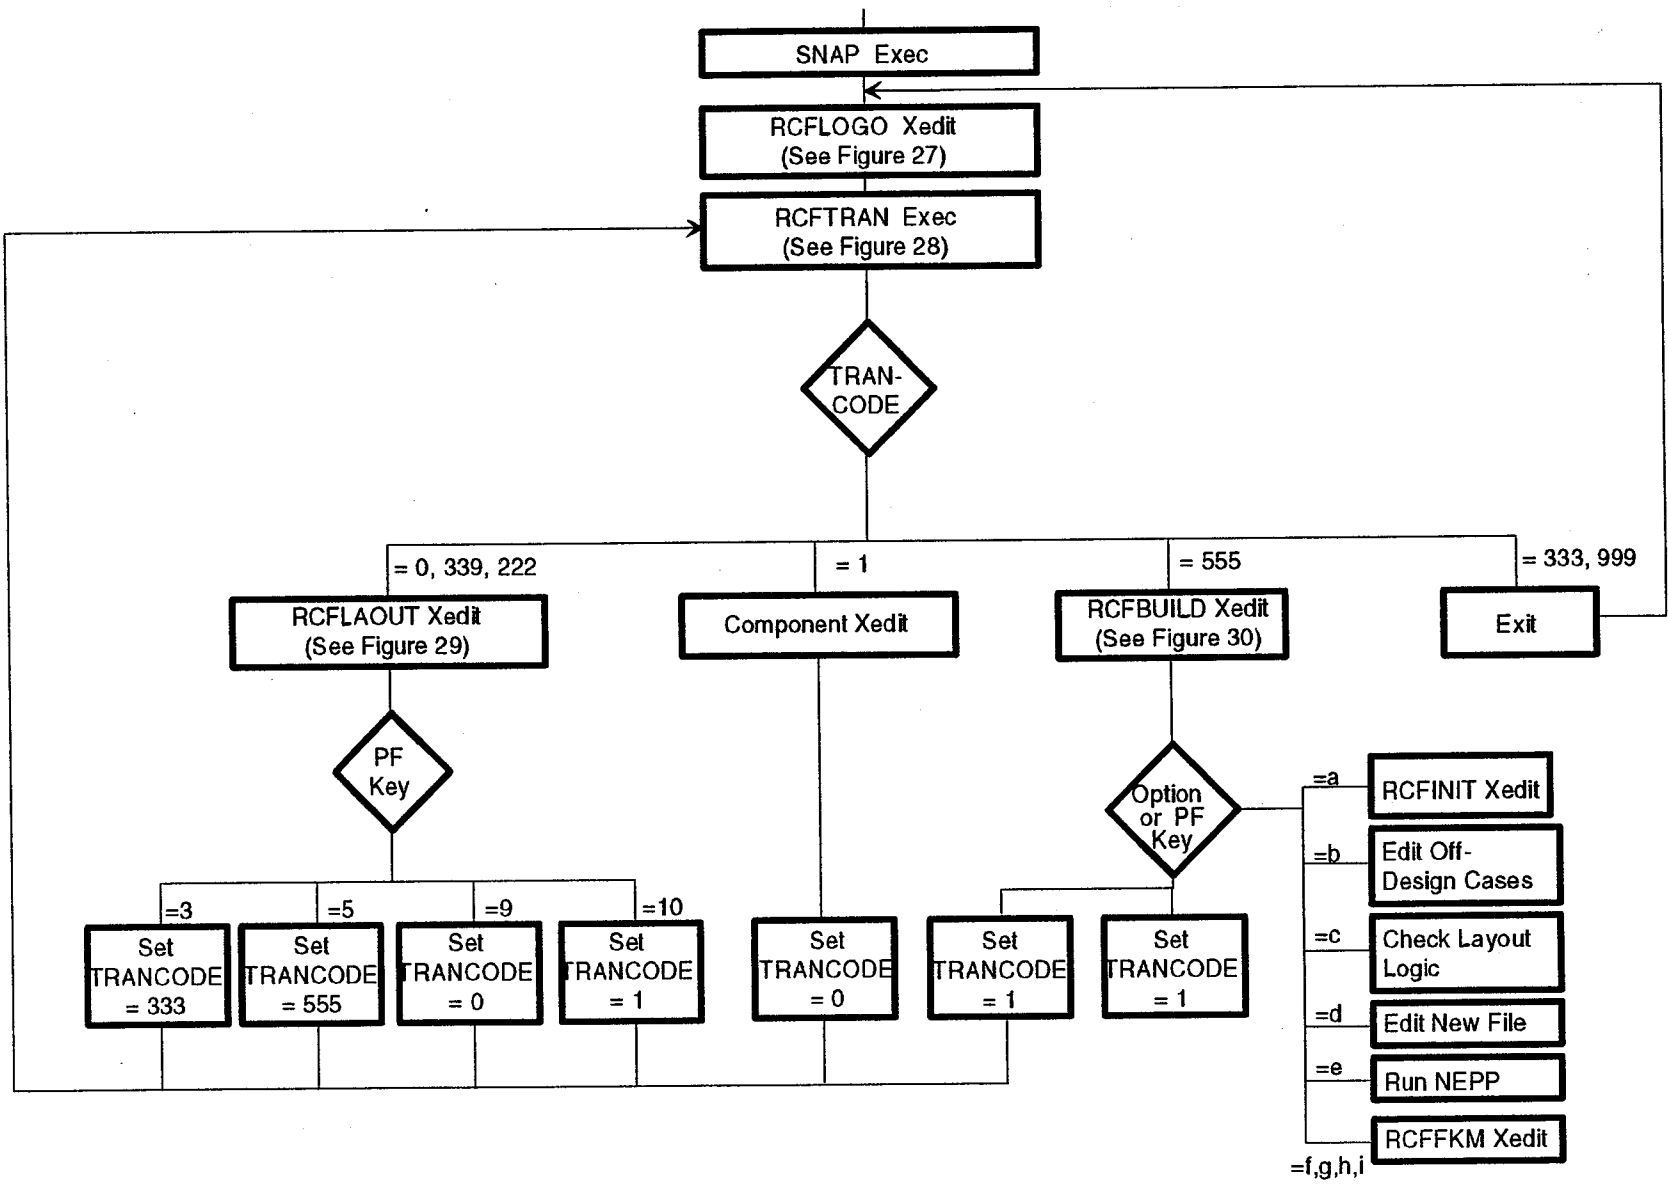 SNAP Exec
RCFLOGO Xedit
(See Figure 27)
RCFTRAN Exec
(See Figure 28)
TRAN-
CODE
= 0, 339, 222
= 1
= 555
= 333, 999
RCFLAOUT Xedit
(See Figure 29)
Component Xedit
RCFBUILD Xedit
(See Figure 30)
Exit
PF
Key
Option
or PF
Key
=a
RCFINIT Xedit
=b
Edit Off-
Design Cases
=c
Check Layout
Logic
=d
Edit New File
=e
Run NEPP
=f,g,h,i
RCFFKM Xedit
=3
Set
TRANCODE
= 333
=5
Set
TRANCODE
= 555
=9
Set
TRANCODE
= 0
=10
Set
TRANCODE
= 1
Set
TRANCODE
= 0
Set
TRANCODE
= 1
Set
TRANCODE
= 1